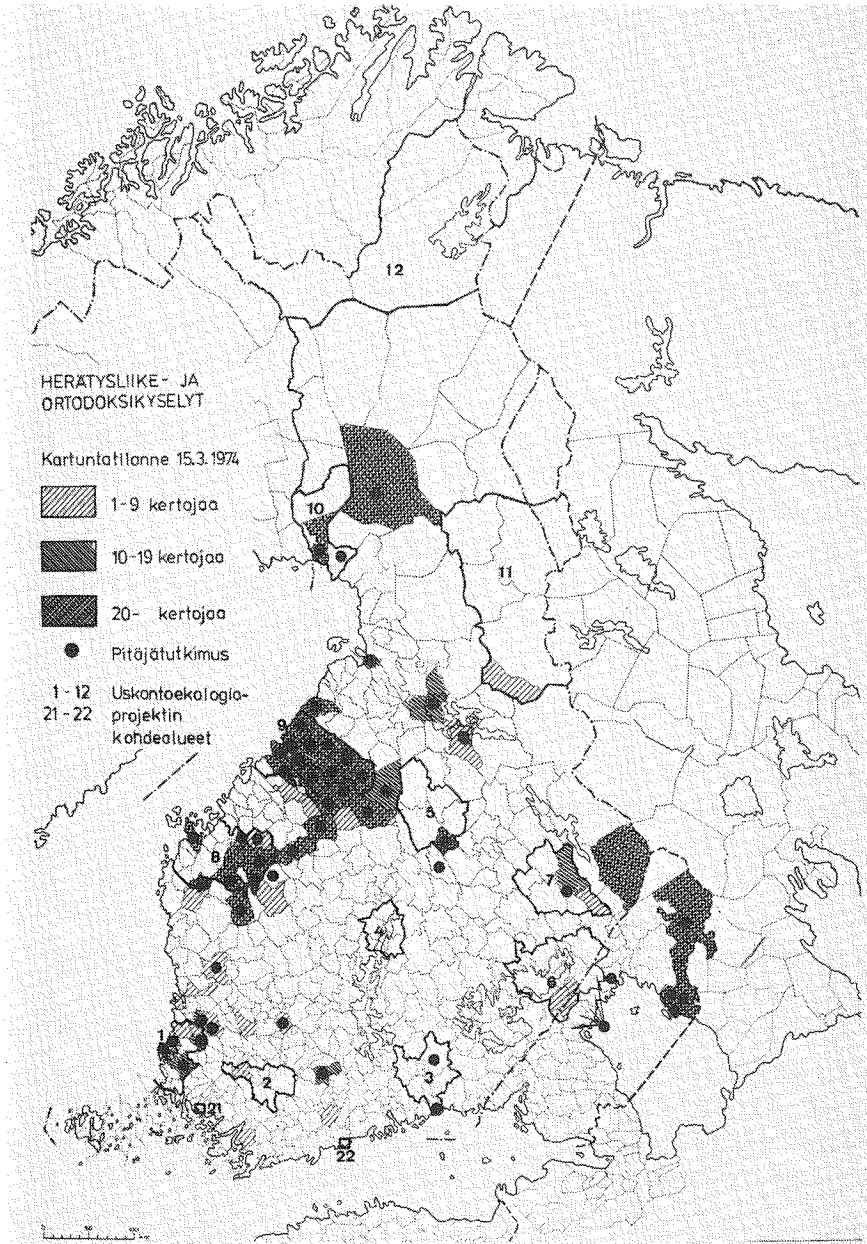 12
HERÄTYSLIIKE- JA
ORTODOKSIKYSELYT
Kartuntatilanne 15.3.1974
1-9 kertojaa
10-19 kertojaa
20- kertojaa
Pitäjätutkimus
1-12 Uskontoekologia-
21-22 projektin
kohdealueet
10
11
9
5
8
7
4
6
1
2
3
21
22